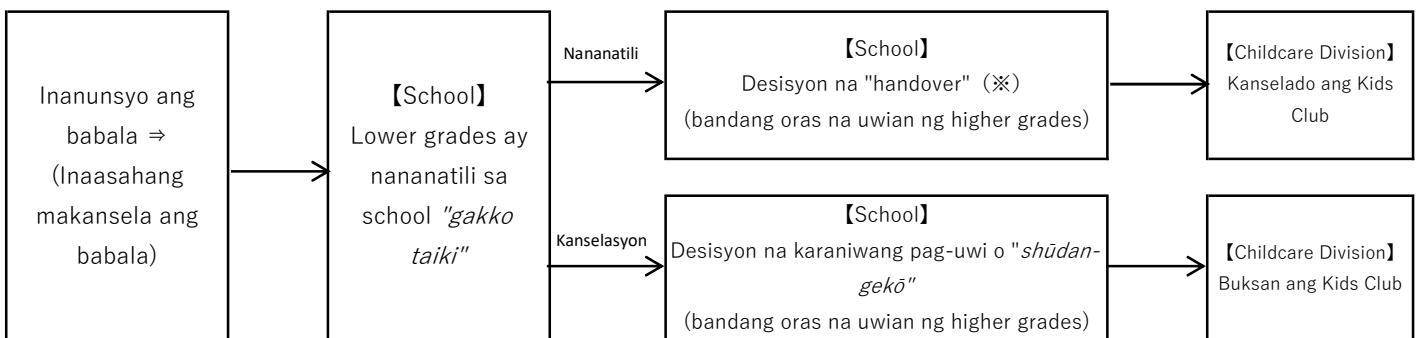 Inanunsyo ang
babala ⇒
(Inaasahang
makansela ang
babala)
【School】
Lower grades ay
nananatili sa
school "gakko
taiki"
Nananatili
【School】
Desisyon na "handover" (※)
(bandang oras na uwian ng higher grades)
【Childcare Division】
Kanselado ang Kids
Club
Kanselasyon
【School】
Desisyon na karaniwang pag-uwi o "shūdan-
gekō"
(bandang oras na uwian ng higher grades)
【Childcare Division】
Buksan ang Kids Club